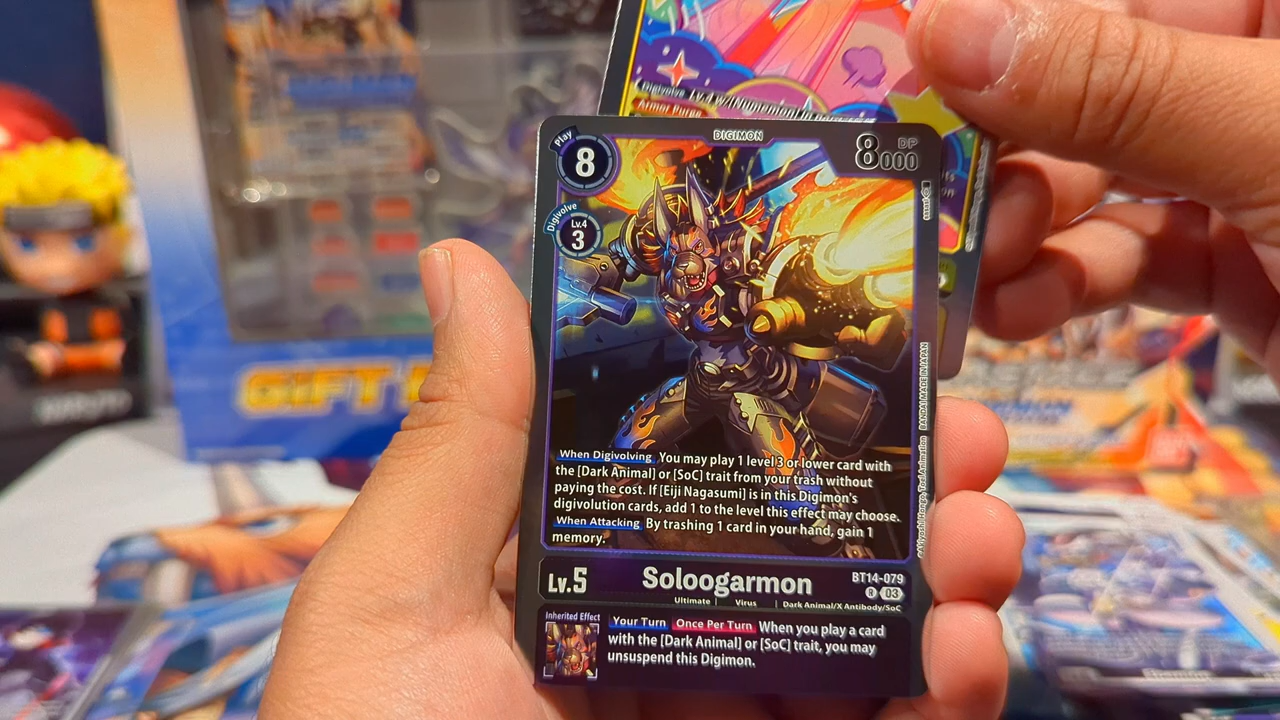 Digivolve Lv.
Armor Purge
Play
8
DIGIMON
DP
8000
Digivolve
Lv.4
3
When Digivolving You may play 1 level 3 or lower card with
the [Dark Animal] or [SoC] trait from your trash without
paying the cost. If [Eiji Nagasumi] is in this Digimon's
digivolution cards, add 1 to the level this effect may choose.
When Attacking By trashing 1 card in your hand, gain 1
memory.
BANDAI MADE IN JAPAN
Lv.5
Soloogarmon
BT14-079
R 03
Ultimate | Virus | Dark Animal/X Antibody/SoC
Inherited Effect
Your Turn Once Per Turn When you play a card
with the [Dark Animal] or [SoC] trait, you may
unsuspend this Digimon.
GIFT